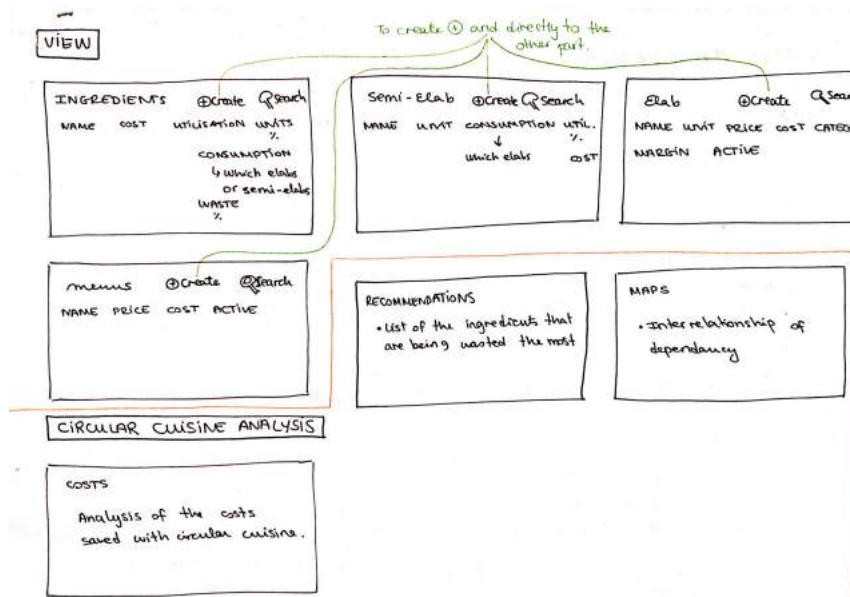 VIEW
To create ⊕ and directly to the
other part.
INGREDIENTS ⊕Create Search
NAME COST UTILISATION UNITS
%
CONSUMPTION
↳ which elabs
or semi-elabs
WASTE
%
Semi-Elab ⊕Create Search
NAME UNIT CONSUMPTION UTIL.
↓ %
which elabs COST
Elab ⊕Create Sear
NAME UNIT PRICE COST CATEG
MARGIN ACTIVE
menus ⊕Create Search
NAME PRICE COST ACTIVE
RECOMMENDATIONS
• List of the ingredients that
are being wasted the most
MAPS
• Interrelationship of
dependancy
CIRCULAR CUISINE ANALYSIS
COSTS
Analysis of the costs
saved with circular cuisine.